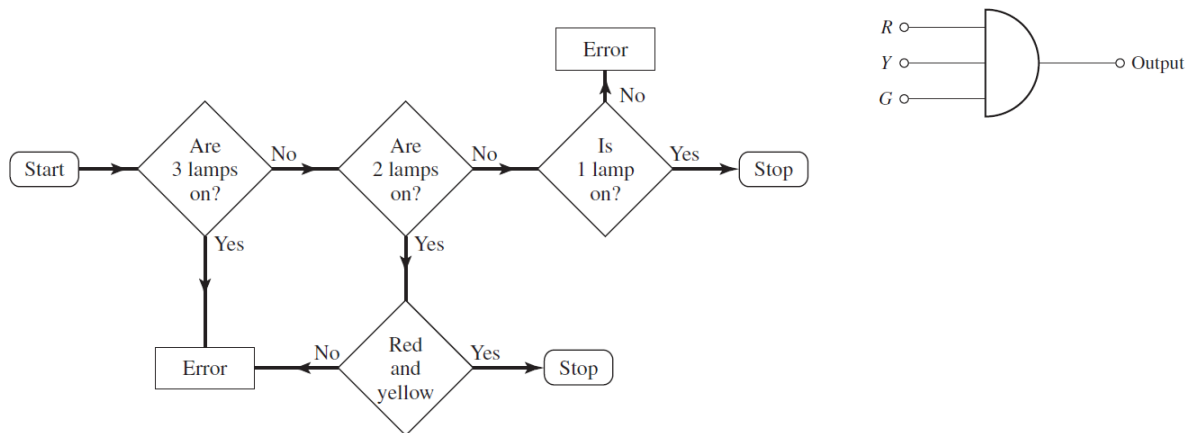 Start
Are
3 lamps
on?
No
Yes
Error
Are
2 lamps
on?
No
Yes
Red
and
yellow
No
Yes
Stop
Is
1 lamp
on?
No
Error
Yes
Stop
R
Y
G
Output